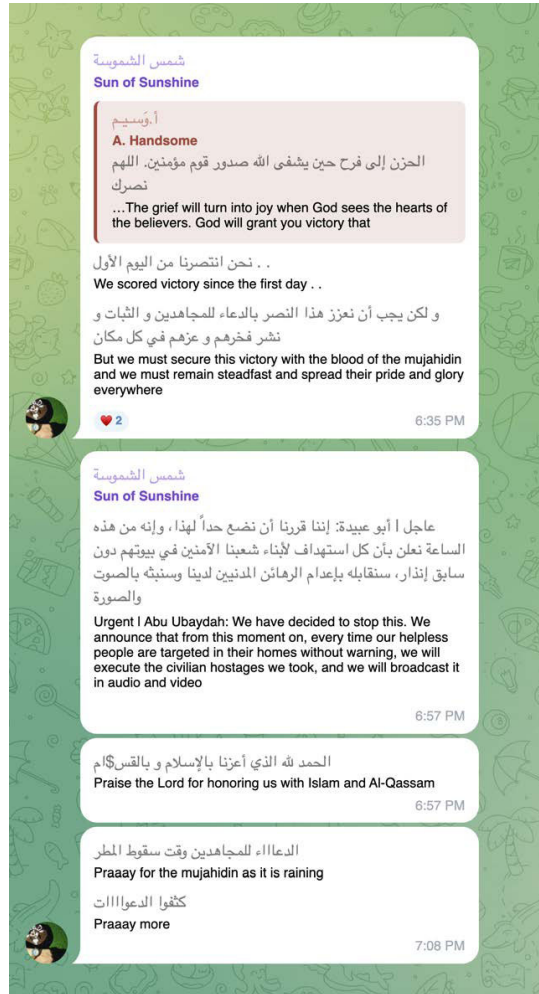 شمس الشموسة
Sun of Sunshine
أ.وَسيـم
A. Handsome
الحزن إلى فرح حين يشفى الله صدور قوم مؤمنين. اللهم
نصرك
…The grief will turn into joy when God sees the hearts of
the believers. God will grant you victory that
. . نحن انتصرنا من اليوم الأول
We scored victory since the first day . .
و لكن يجب أن نعزز هذا النصر بالدعاء للمجاهدين و الثبات و
نشر فخرهم و عزهم في كل مكان
But we must secure this victory with the blood of the mujahidin
and we must remain steadfast and spread their pride and glory
everywhere
❤️ 2
6:35 PM
شمس الشموسة
Sun of Sunshine
عاجل | أبو عبيدة: إننا قررنا أن نضع حداً لهذا، وإنه من هذه
الساعة نعلن بأن كل استهداف لأبناء شعبنا الآمنين في بيوتهم دون
سابق إنذار، سنقابله بإعدام الرهائن المدنيين لدينا وسنبثه بالصوت
والصورة
Urgent I Abu Ubaydah: We have decided to stop this. We
announce that from this moment on, every time our helpless
people are targeted in their homes without warning, we will
execute the civilian hostages we took, and we will broadcast it
in audio and video
6:57 PM
الحمد لله الذي أعزنا بالإسلام و بالقس$ام
Praise the Lord for honoring us with Islam and Al-Qassam
6:57 PM
الدعااء للمجاهدين وقت سقوط المطر
Praaay for the mujahidin as it is raining
كثفوا الدعواااات
Praaay more
7:08 PM